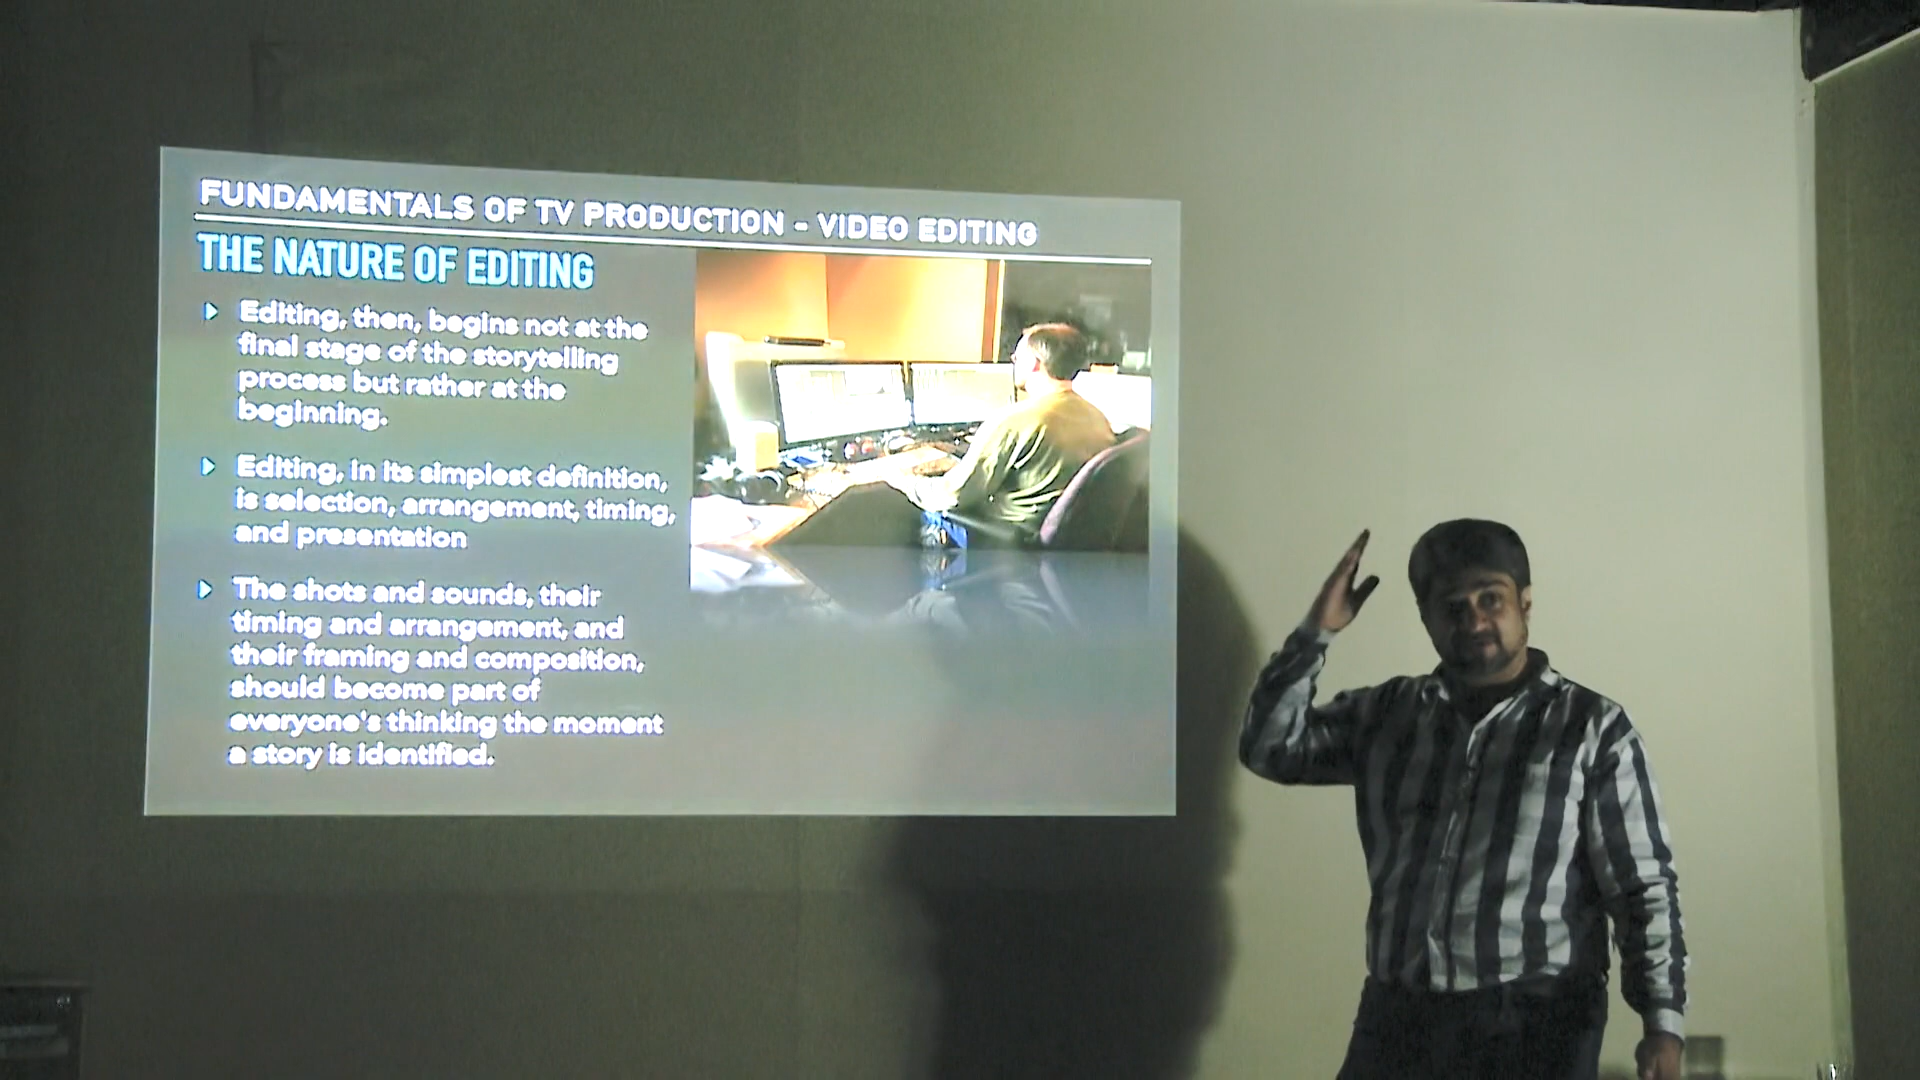 FUNDAMENTALS OF TV PRODUCTION - VIDEO EDITING
THE NATURE OF EDITING
Editing, then, begins not at the
final stage of the storytelling
process but rather at the
beginning.
Editing, in its simplest definition,
is selection, arrangement, timing,
and presentation
The shots and sounds, their
timing and arrangement, and
their framing and composition,
should become part of
everyone's thinking the moment
a story is identified.